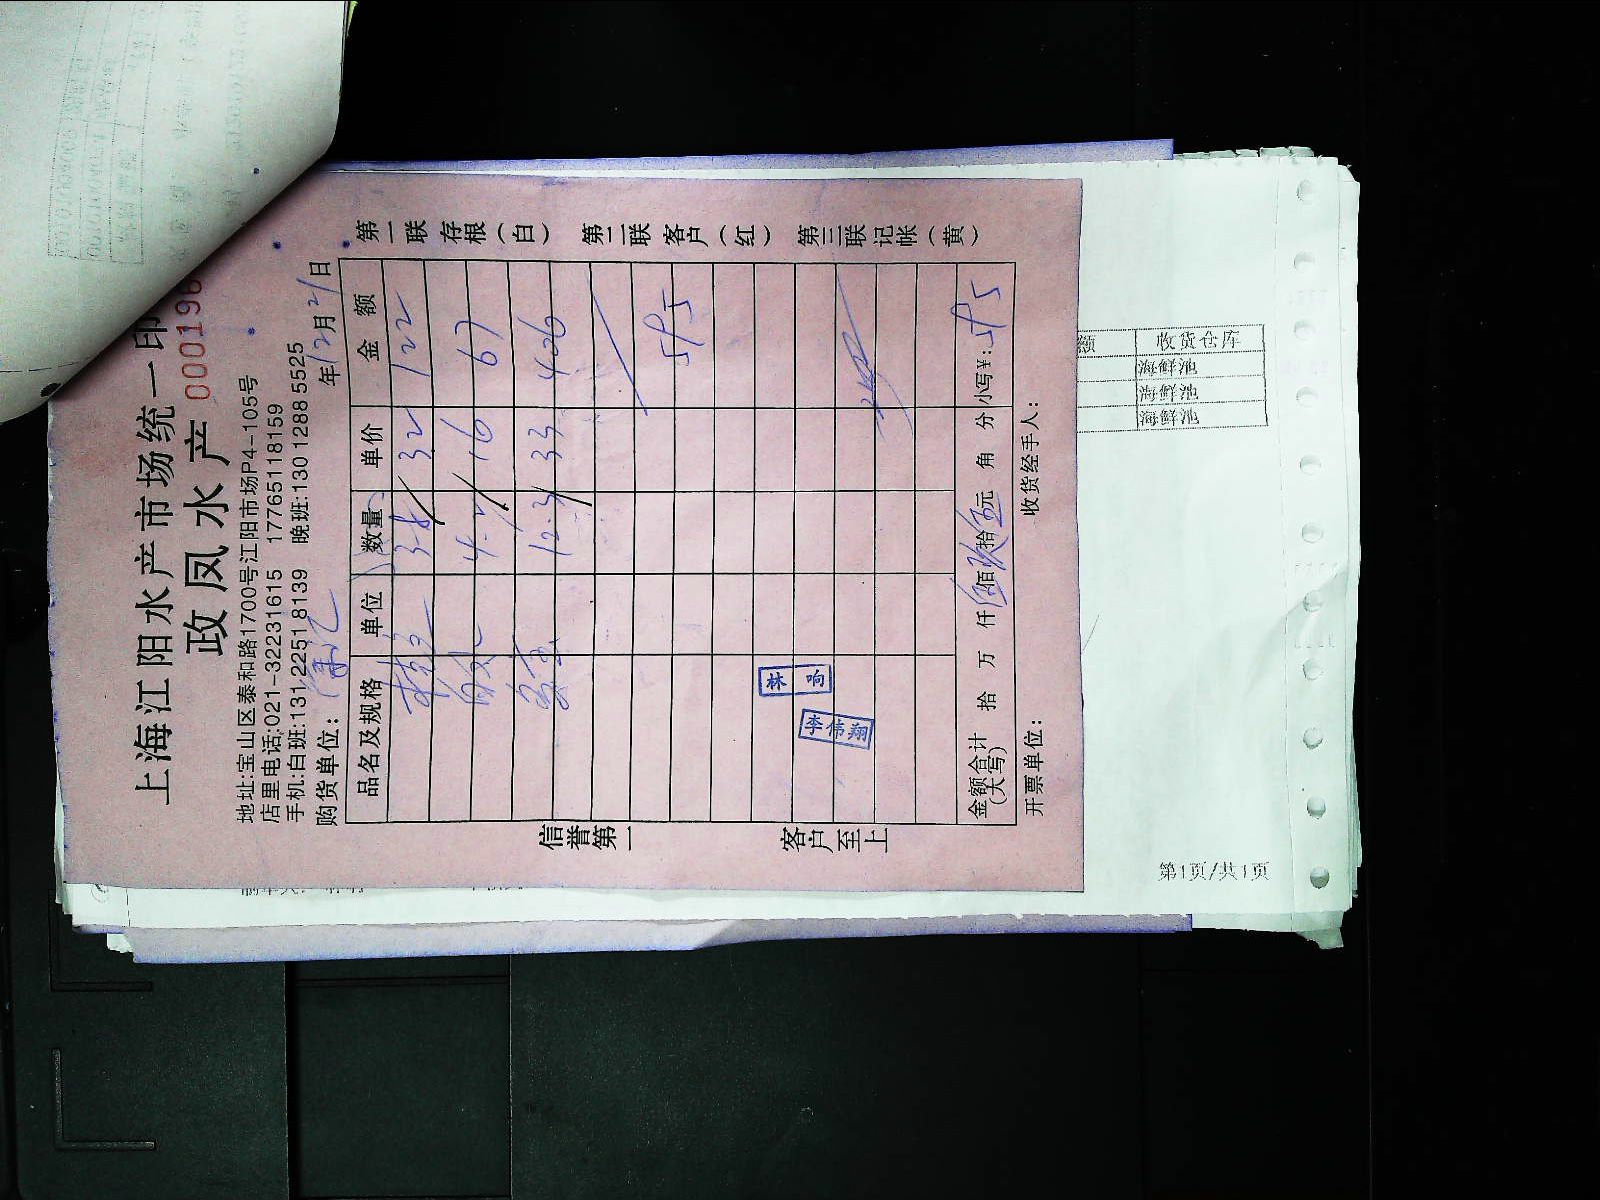 上海江阳水产市场统一印
政凤水产 000196
地址:宝山区泰和路1700号江阳市场P4-105号
店里电话:021-32231615 17765118159
手机:白班:131 2251 8139 晚班:130 1288 5525
购货单位: 年12月21日
品名及规格 单位 数量 单价 金额
3.8 32 122
4.2 16 67
12.3 33 406
595
金额合计(大写) 拾 万 仟 伍佰玖拾伍元 角 分 小写¥:595
开票单位: 收货经手人:
第一联 存根(白) 第二联 客户(红) 第三联 记帐(黄)
信誉第一 客户至上
林响
李伟翔
额 收货仓库
海鲜池
海鲜池
海鲜池
第1页/共1页